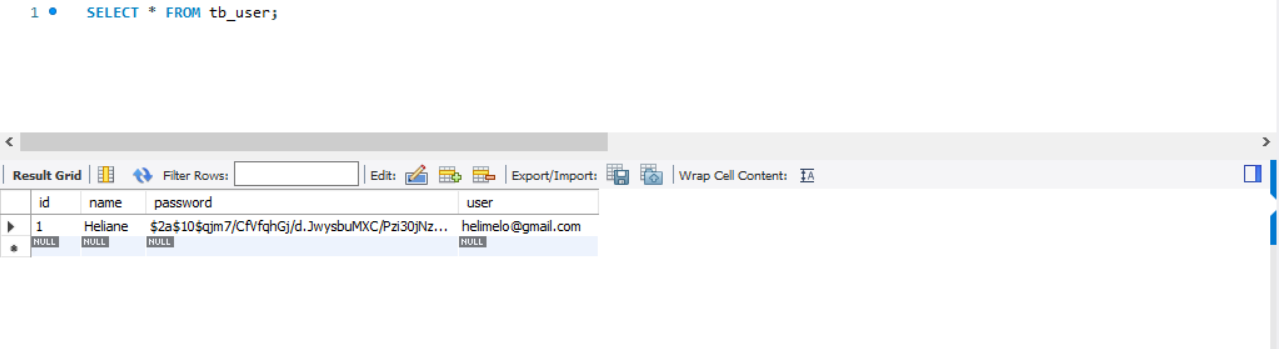 1 SELECT * FROM tb_user;
Result Grid Filter Rows: Edit: Export/Import: Wrap Cell Content: IA
id name password user
1 Heliane $2a$10$qjm7/CfVfqhGj/d.JwysbuMXC/Pzi30jNz... helimelo@gmail.com
NULL NULL NULL NULL